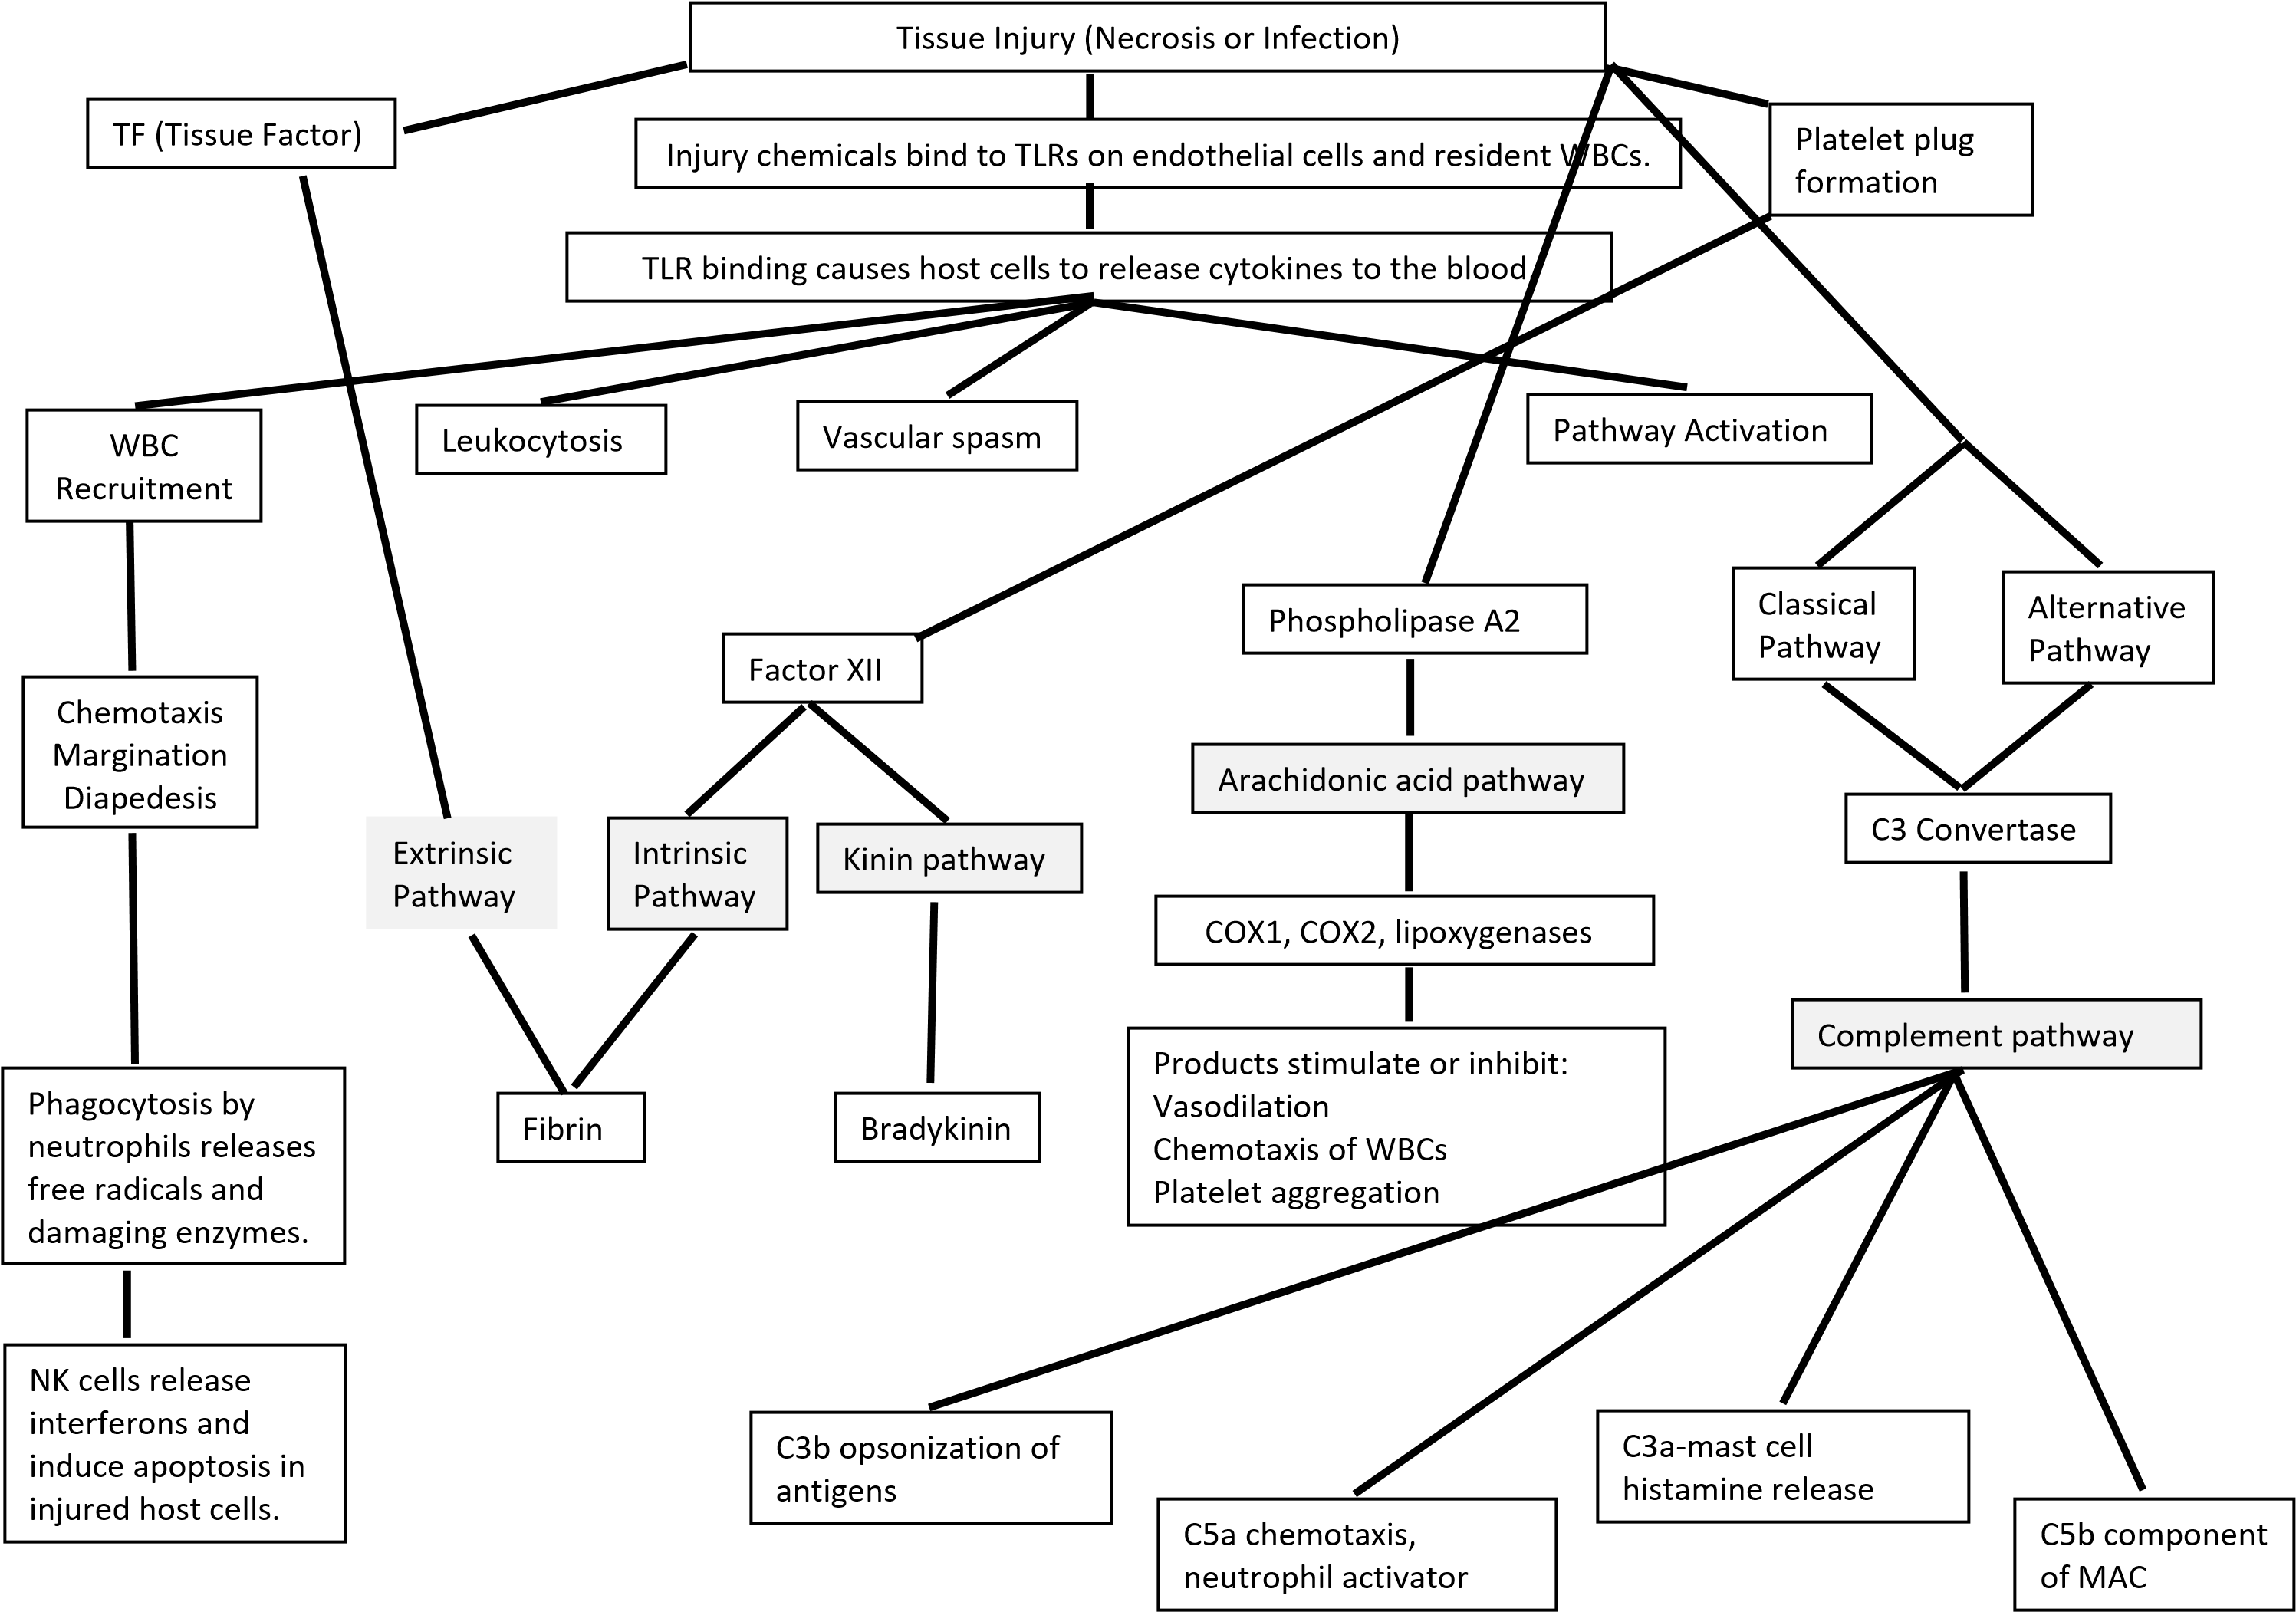 Tissue Injury (Necrosis or Infection)
TF (Tissue Factor)
Injury chemicals bind to TLRs on endothelial cells and resident WBCs.
Platelet plug
formation
TLR binding causes host cells to release cytokines to the blood.
WBC
Recruitment
Leukocytosis
Vascular spasm
Pathway Activation
Chemotaxis
Margination
Diapedesis
Factor XII
Phospholipase A2
Classical
Pathway
Alternative
Pathway
Extrinsic
Pathway
Intrinsic
Pathway
Kinin pathway
Arachidonic acid pathway
C3 Convertase
COX1, COX2, lipoxygenases
Complement pathway
Phagocytosis by
neutrophils releases
free radicals and
damaging enzymes.
Fibrin
Bradykinin
Products stimulate or inhibit:
Vasodilation
Chemotaxis of WBCs
Platelet aggregation
NK cells release
interferons and
induce apoptosis in
injured host cells.
C3b opsonization of
antigens
C5a chemotaxis,
neutrophil activator
C3a-mast cell
histamine release
C5b component
of MAC